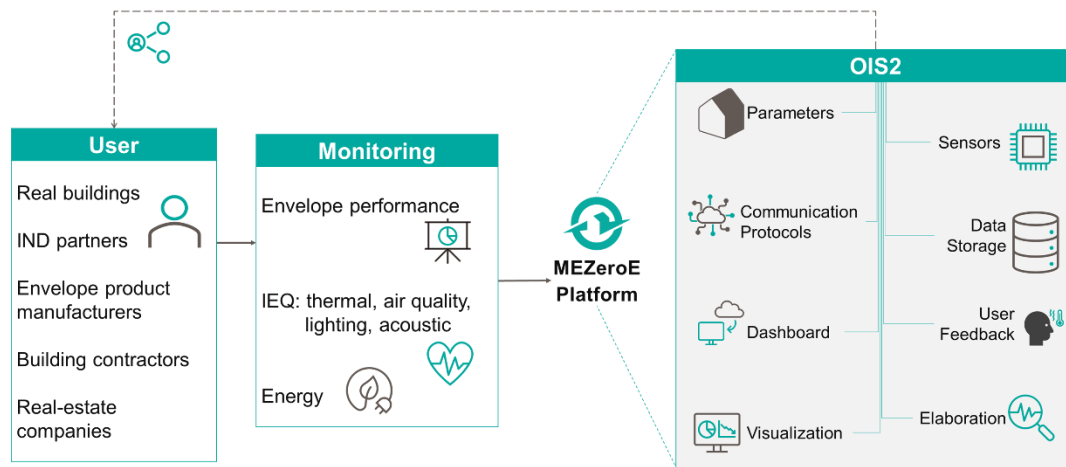 User
Real buildings
IND partners
Envelope product
manufacturers
Building contractors
Real-estate
companies
Monitoring
Envelope performance
IEQ: thermal, air quality,
lighting, acoustic
Energy
MEZeroE
Platform
OIS2
Parameters
Sensors
Communication
Protocols
Data
Storage
Dashboard
User
Feedback
Visualization
Elaboration